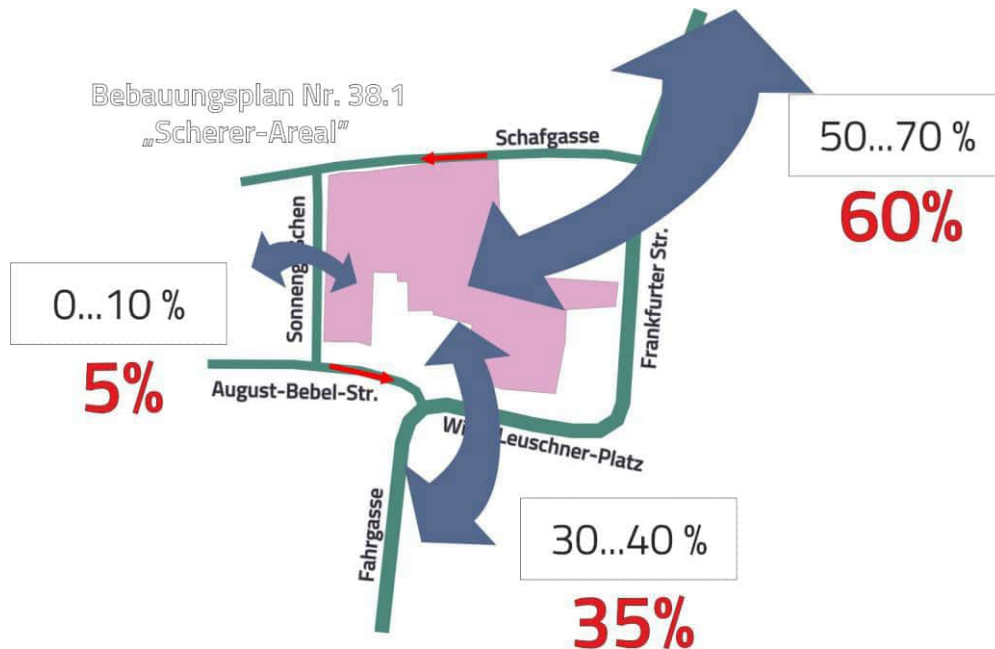 Bebauungsplan Nr. 38.1
„Scherer-Areal”
Schafgasse
50...70 %
60%
Frankfurter Str.
0...10 %
5%
August-Bebel-Str.
Leuschner-Platz
Fahrgasse
30...40 %
35%